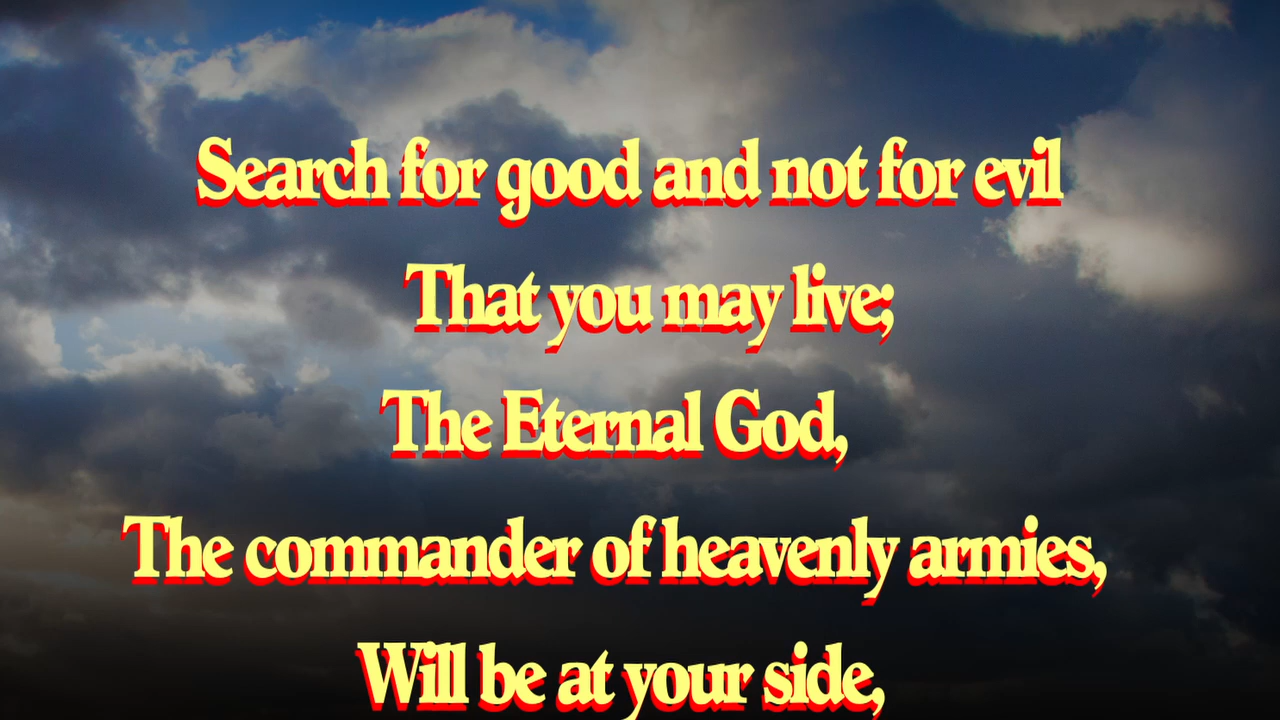 Search for good and not for evil
That you may live;
The Eternal God,
The commander of heavenly armies,
Will be at your side,